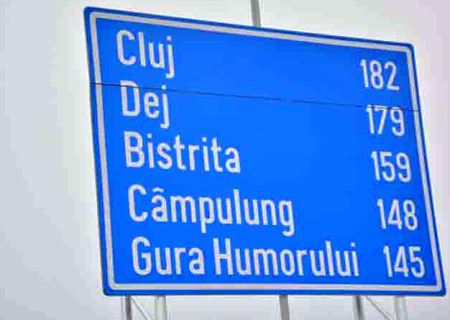 Cluj 182
Dej 179
Bistrita 159
Câmpulung 148
Gura Humorului 145